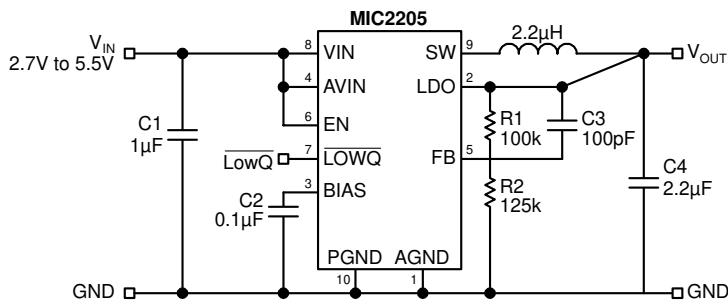 MIC2205
V_IN
2.7V to 5.5V
8 VIN
4 AVIN
6 EN
LowQ
7 LOWQ
3 BIAS
SW 9
LDO 2
FB 5
PGND
10
AGND
1
2.2µH
V_OUT
C1
1µF
C2
0.1µF
R1
100k
C3
100pF
R2
125k
C4
2.2µF
GND
GND